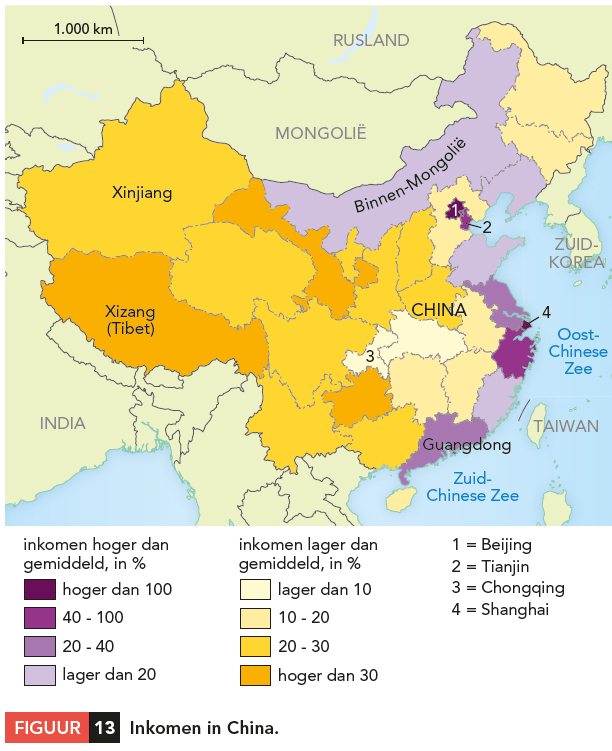 1.000 km
RUSLAND
MONGOLIË
Xinjiang
Binnen-Mongolië
1
2
ZUID-
KOREA
Xizang
(Tibet)
CHINA
4
3
Oost-
Chinese
Zee
INDIA
TAIWAN
Guangdong
Zuid-
Chinese Zee
inkomen hoger dan
gemiddeld, in %
hoger dan 100
40 - 100
20 - 40
lager dan 20
inkomen lager dan
gemiddeld, in %
lager dan 10
10 - 20
20 - 30
hoger dan 30
1 = Beijing
2 = Tianjin
3 = Chongqing
4 = Shanghai
FIGUUR 13 Inkomen in China.